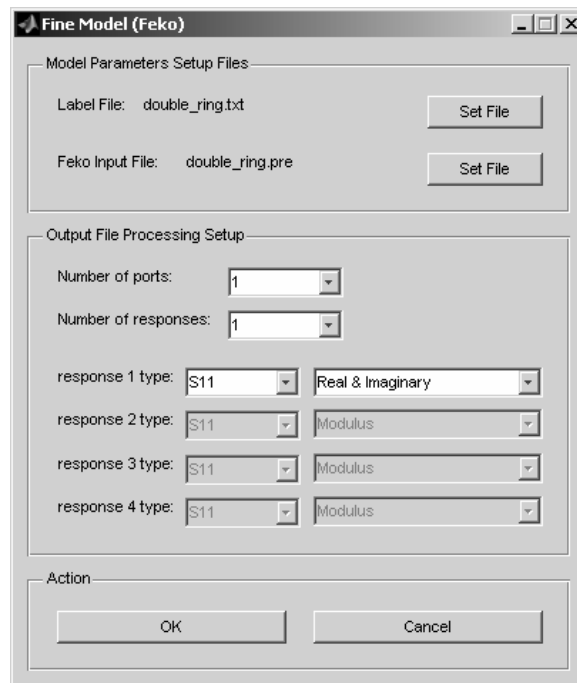 Fine Model (Feko)
Model Parameters Setup Files
Label File: double_ring.txt Set File
Feko Input File: double_ring.pre Set File
Output File Processing Setup
Number of ports: 1
Number of responses: 1
response 1 type: S11 Real & Imaginary
response 2 type: S11 Modulus
response 3 type: S11 Modulus
response 4 type: S11 Modulus
Action
OK Cancel